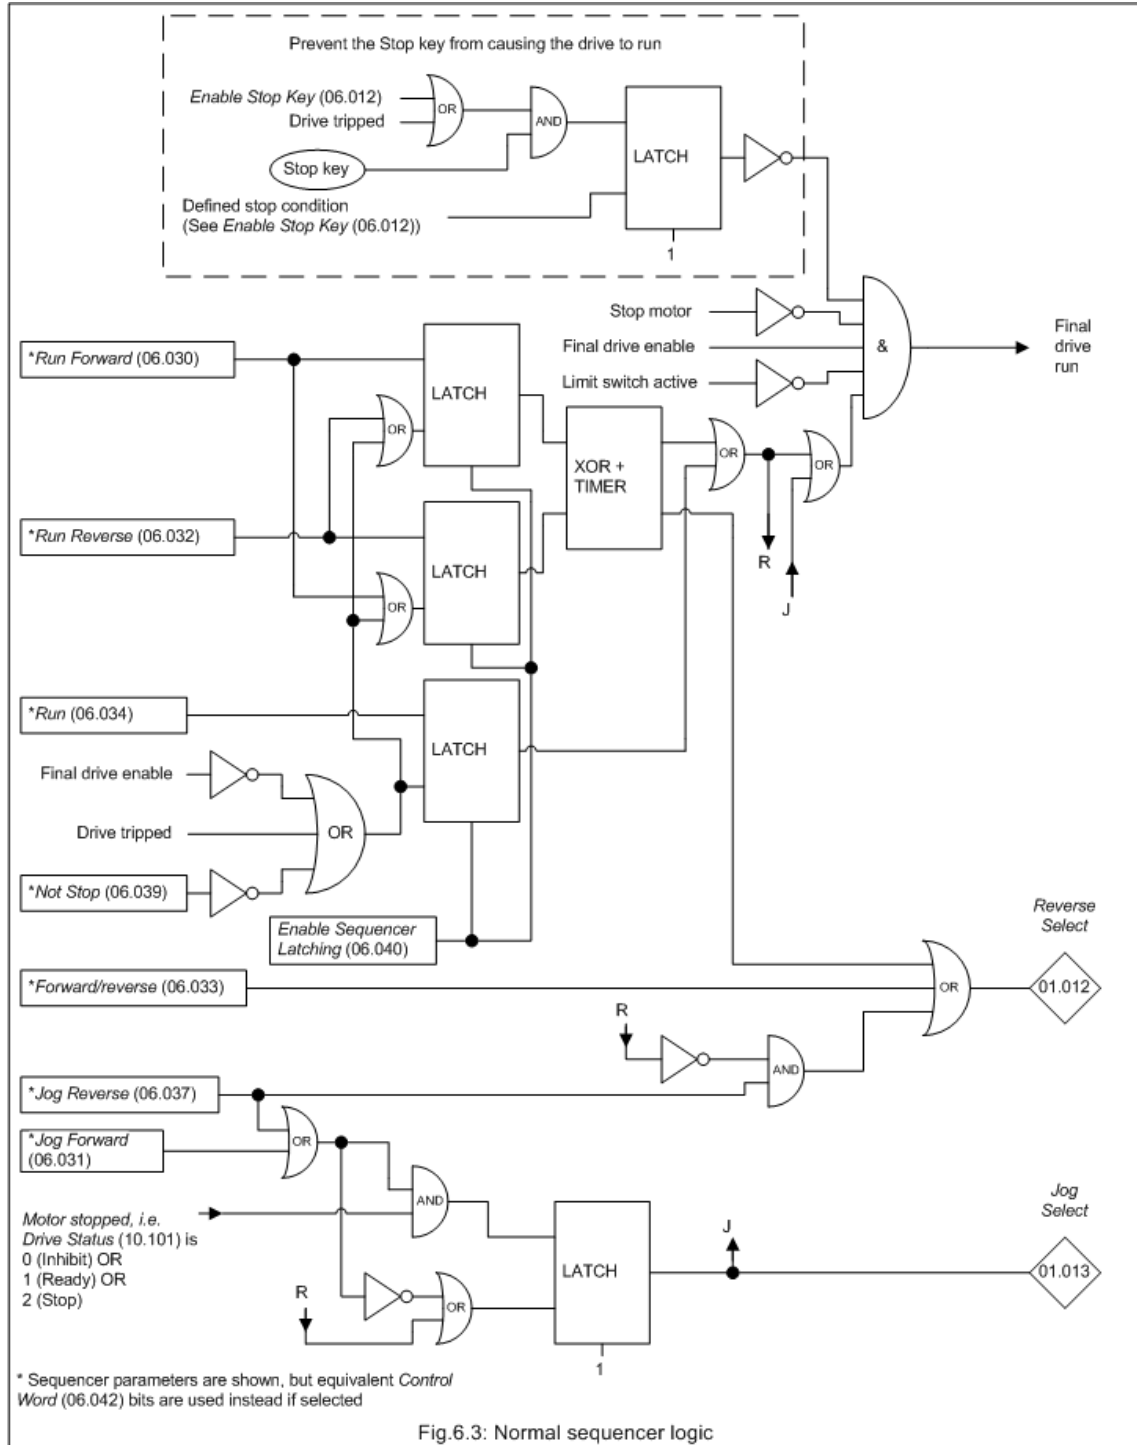 Prevent the Stop key from causing the drive to run
Enable Stop Key (06.012)
Drive tripped
OR
AND
Stop key
LATCH
Defined stop condition
(See Enable Stop Key (06.012))
1
Stop motor
Final drive enable
Limit switch active
&
Final
drive
run
*Run Forward (06.030)
LATCH
OR
XOR +
TIMER
OR
OR
*Run Reverse (06.032)
LATCH
OR
R
J
*Run (06.034)
LATCH
Final drive enable
Drive tripped
OR
*Not Stop (06.039)
Enable Sequencer
Latching (06.040)
Reverse
Select
*Forward/reverse (06.033)
OR
01.012
R
AND
*Jog Reverse (06.037)
*Jog Forward
(06.031)
OR
AND
Motor stopped, i.e.
Drive Status (10.101) is
0 (Inhibit) OR
1 (Ready) OR
2 (Stop)
R
OR
LATCH
1
J
Jog
Select
01.013
* Sequencer parameters are shown, but equivalent Control
Word (06.042) bits are used instead if selected
Fig.6.3: Normal sequencer logic